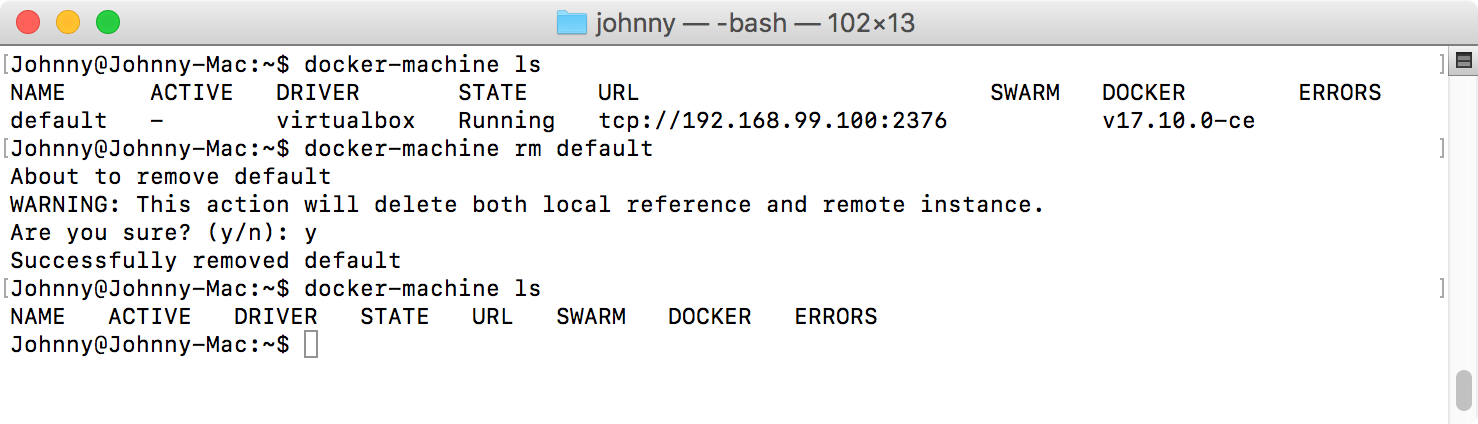 johnny — -bash — 102×13
[Johnny@Johnny-Mac:~$ docker-machine ls ]
NAME      ACTIVE   DRIVER       STATE     URL                         SWARM   DOCKER        ERRORS
default   -        virtualbox   Running   tcp://192.168.99.100:2376           v17.10.0-ce
[Johnny@Johnny-Mac:~$ docker-machine rm default ]
About to remove default
WARNING: This action will delete both local reference and remote instance.
Are you sure? (y/n): y
Successfully removed default
[Johnny@Johnny-Mac:~$ docker-machine ls ]
NAME   ACTIVE   DRIVER   STATE   URL   SWARM   DOCKER   ERRORS
Johnny@Johnny-Mac:~$